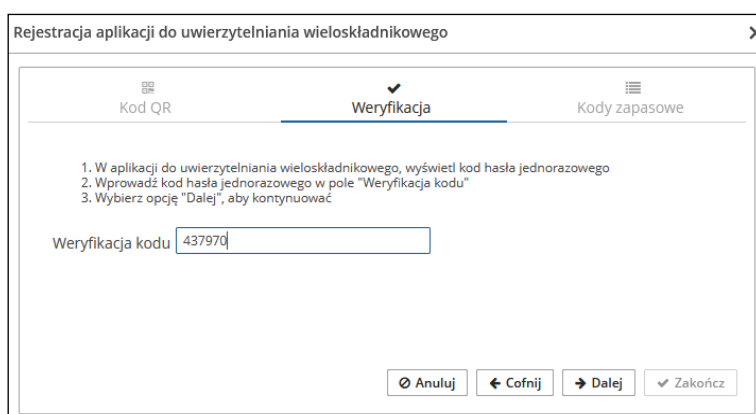 Rejestracja aplikacji do uwierzytelniania wieloskładnikowego
Kod QR
Weryfikacja
Kody zapasowe
1. W aplikacji do uwierzytelniania wieloskładnikowego, wyświetl kod hasła jednorazowego
2. Wprowadź kod hasła jednorazowego w pole "Weryfikacja kodu"
3. Wybierz opcję "Dalej", aby kontynuować
Weryfikacja kodu 437970
Anuluj Cofnij Dalej Zakończ